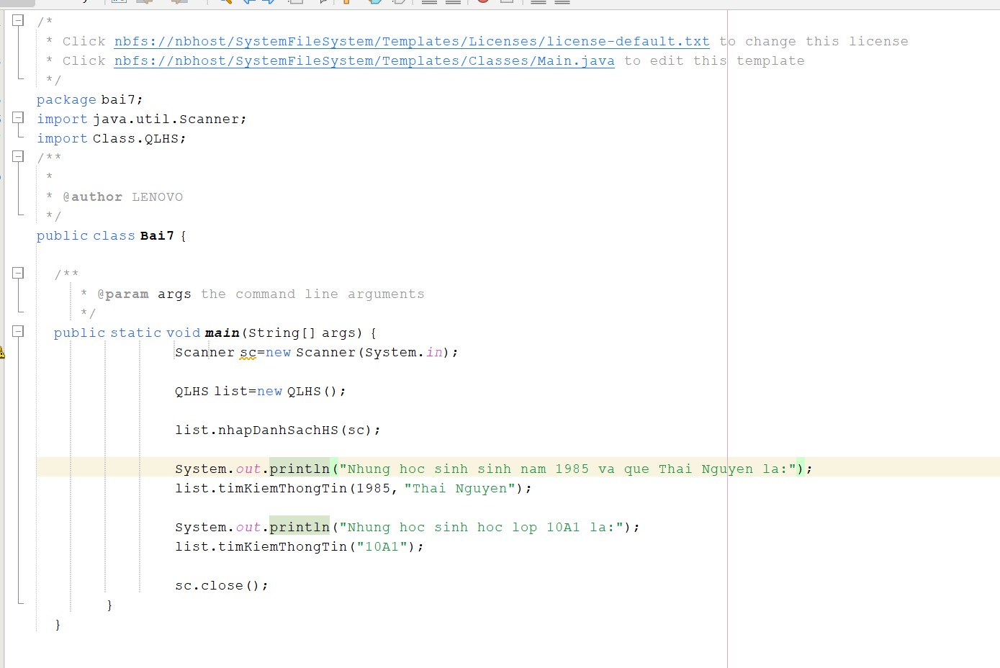 /*
* Click nbfs://nbhost/SystemFileSystem/Templates/Licenses/license-default.txt to change this license
* Click nbfs://nbhost/SystemFileSystem/Templates/Classes/Main.java to edit this template
*/
package bai7;
import java.util.Scanner;
import Class.QLHS;
/**
*
* @author LENOVO
*/
public class Bai7 {
/**
* @param args the command line arguments
*/
public static void main(String[] args) {
Scanner sc=new Scanner(System.in);
QLHS list=new QLHS();
list.nhapDanhSachHS(sc);
System.out.println("Nhung hoc sinh sinh nam 1985 va que Thai Nguyen la:");
list.timKiemThongTin(1985, "Thai Nguyen");
System.out.println("Nhung hoc sinh hoc lop 10A1 la:");
list.timKiemThongTin("10A1");
sc.close();
}
}